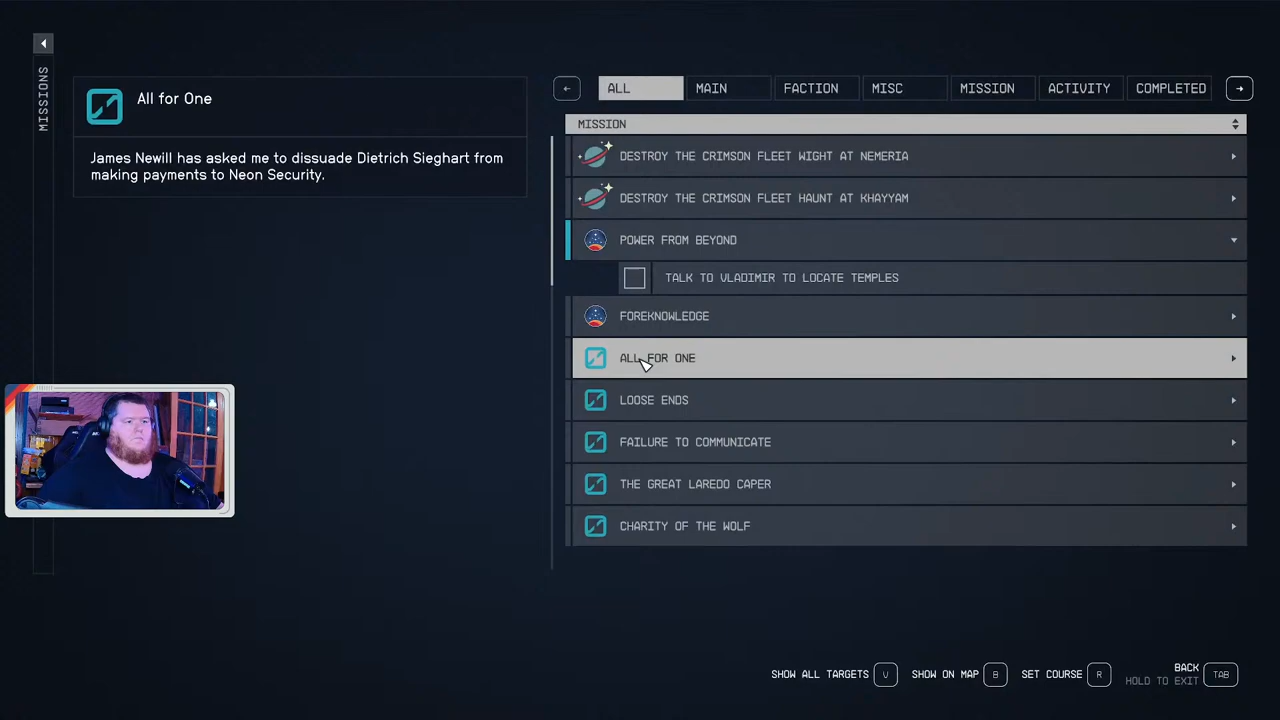 MISSIONS
All for One
James Newill has asked me to dissuade Dietrich Sieghart from
making payments to Neon Security.
ALL
MAIN
FACTION
MISC
MISSION
ACTIVITY
COMPLETED
MISSION
DESTROY THE CRIMSON FLEET WIGHT AT NEMERIA
DESTROY THE CRIMSON FLEET HAUNT AT KHAYYAM
POWER FROM BEYOND
TALK TO VLADIMIR TO LOCATE TEMPLES
FOREKNOWLEDGE
ALL FOR ONE
LOOSE ENDS
FAILURE TO COMMUNICATE
THE GREAT LAREDO CAPER
CHARITY OF THE WOLF
SHOW ALL TARGETS V
SHOW ON MAP B
SET COURSE R
BACK
HOLD TO EXIT
TAB